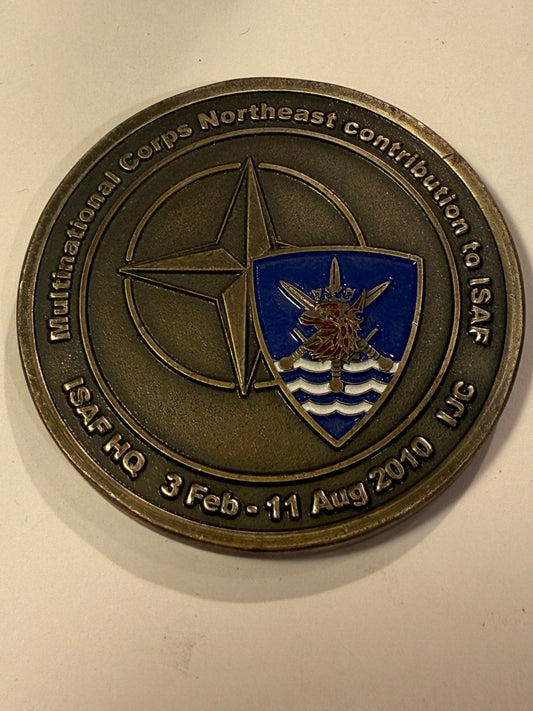 Multinational Corps Northeast contribution to ISAF
ISAF HQ 3 Feb - 11 Aug 2010 IJC